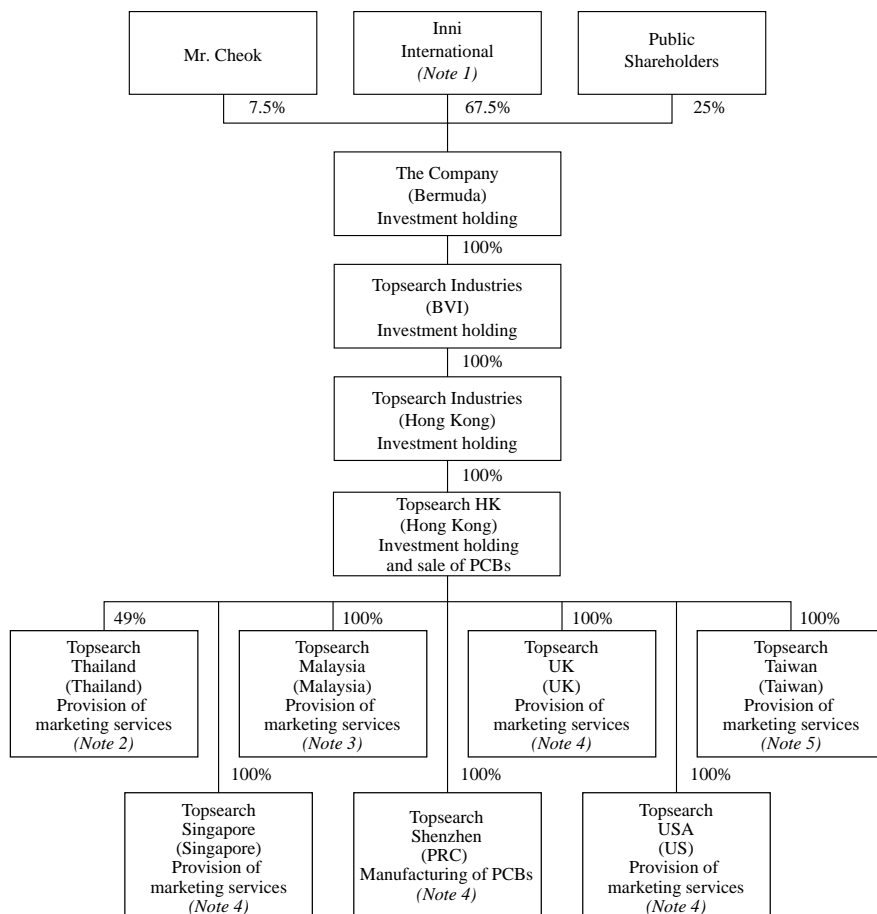 Mr. Cheok
Inni
International
(Note 1)
Public
Shareholders
7.5%
67.5%
25%
The Company
(Bermuda)
Investment holding
100%
Topsearch Industries
(BVI)
Investment holding
100%
Topsearch Industries
(Hong Kong)
Investment holding
100%
Topsearch HK
(Hong Kong)
Investment holding
and sale of PCBs
49%
100%
100%
100%
Topsearch
Thailand
(Thailand)
Provision of
marketing services
(Note 2)
Topsearch
Malaysia
(Malaysia)
Provision of
marketing services
(Note 3)
Topsearch
UK
(UK)
Provision of
marketing services
(Note 4)
Topsearch
Taiwan
(Taiwan)
Provision of
marketing services
(Note 5)
100%
100%
100%
Topsearch
Singapore
(Singapore)
Provision of
marketing services
(Note 4)
Topsearch
Shenzhen
(PRC)
Manufacturing of PCBs
(Note 4)
Topsearch
USA
(US)
Provision of
marketing services
(Note 4)